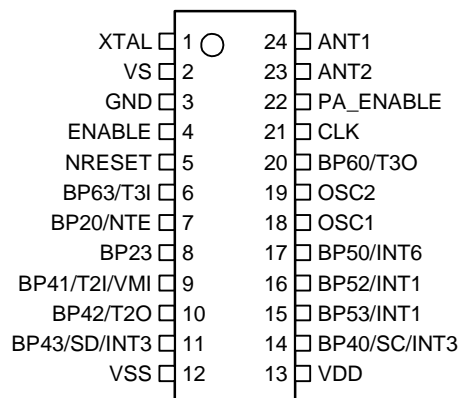 XTAL 1 24 ANT1
VS 2 23 ANT2
GND 3 22 PA_ENABLE
ENABLE 4 21 CLK
NRESET 5 20 BP60/T3O
BP63/T3I 6 19 OSC2
BP20/NTE 7 18 OSC1
BP23 8 17 BP50/INT6
BP41/T2I/VMI 9 16 BP52/INT1
BP42/T2O 10 15 BP53/INT1
BP43/SD/INT3 11 14 BP40/SC/INT3
VSS 12 13 VDD